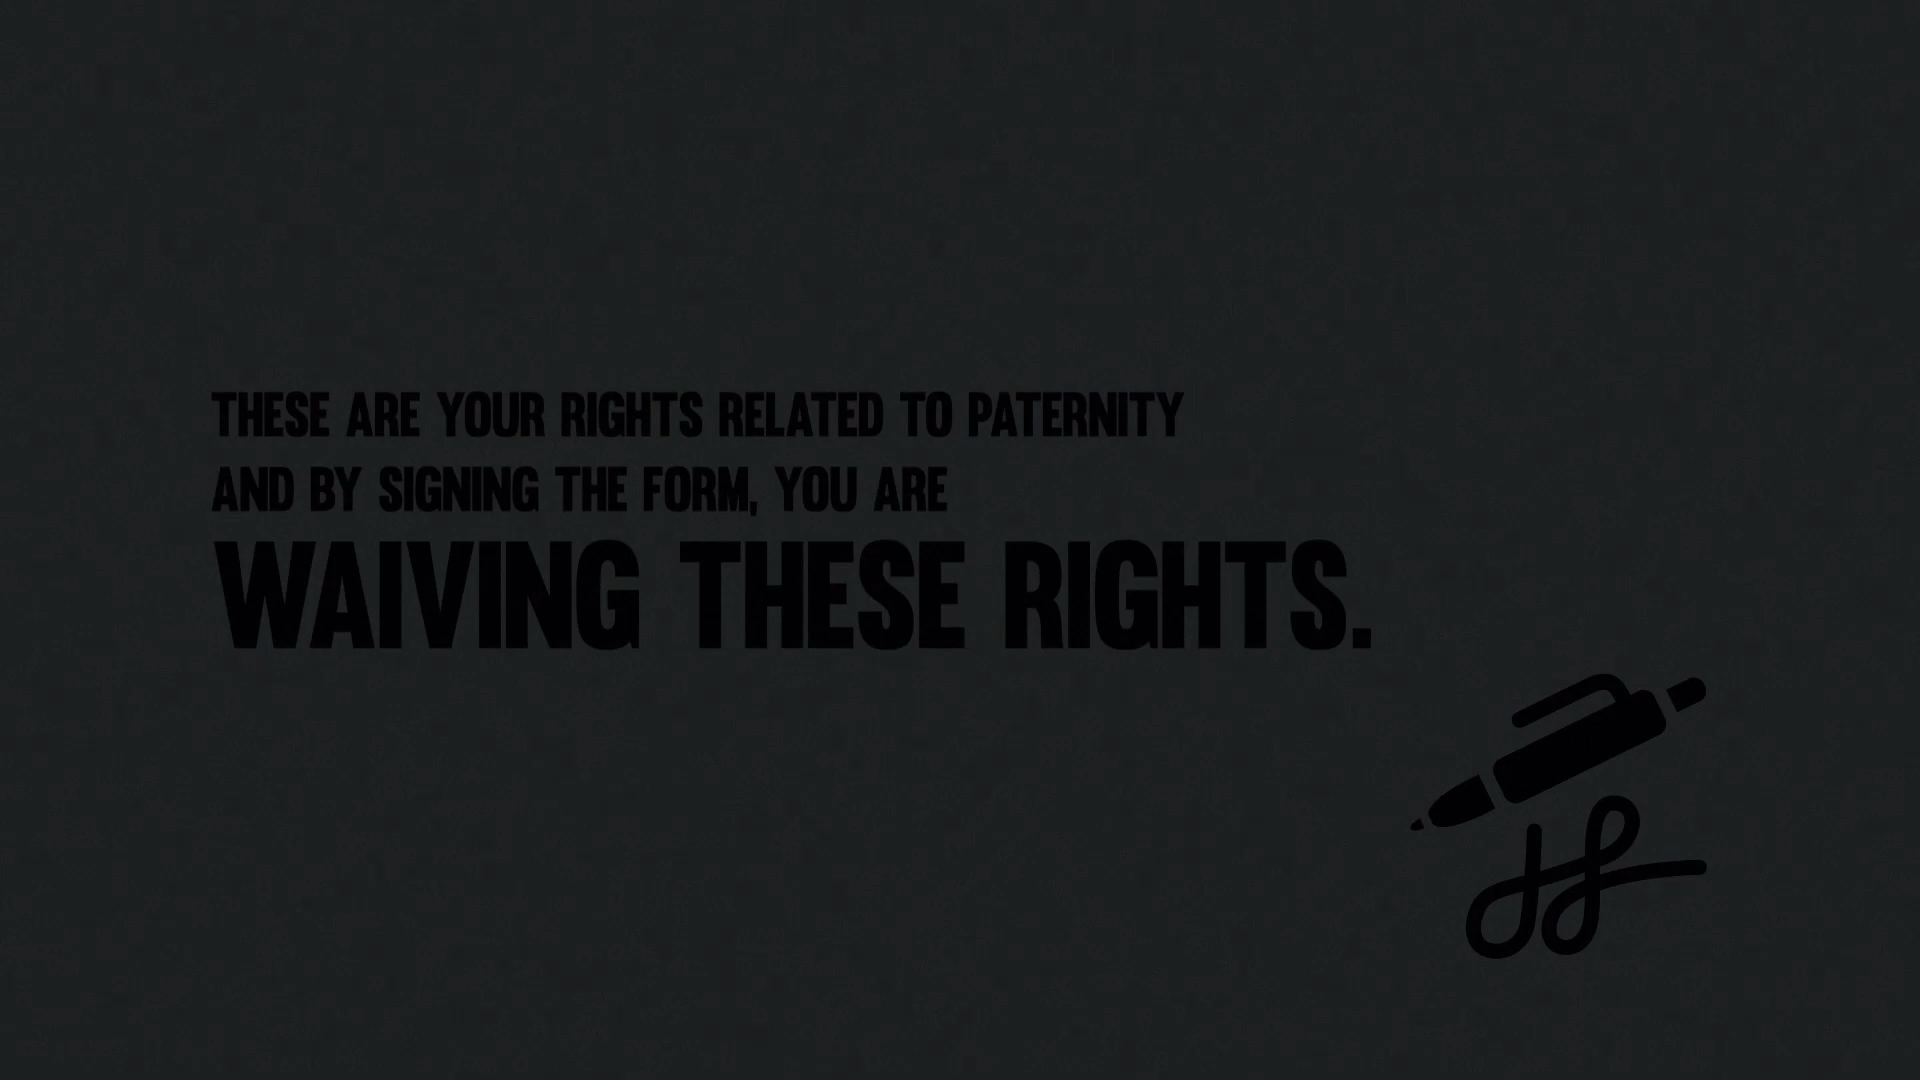 THESE ARE YOUR RIGHTS RELATED TO PATERNITY
AND BY SIGNING THE FORM, YOU ARE
WAIVING THESE RIGHTS.